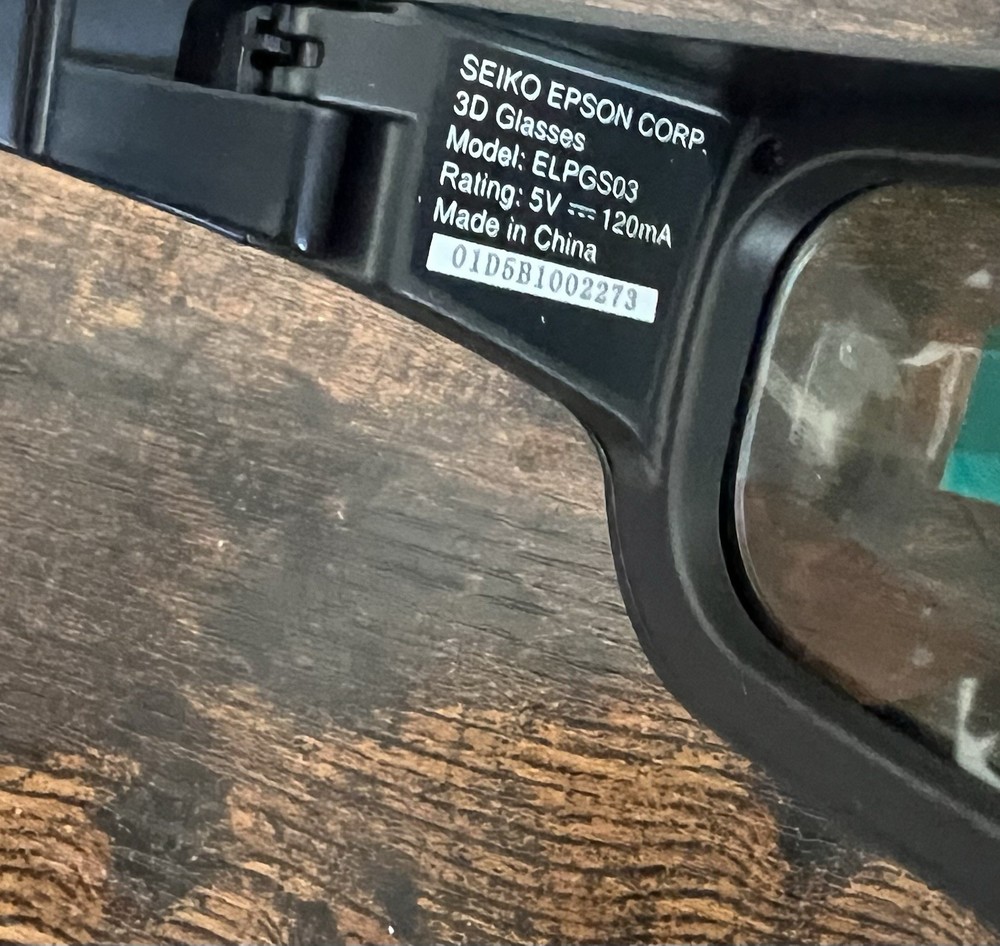 SEIKO EPSON CORP.
3D Glasses
Model: ELPGS03
Rating: 5V ⎓ 120mA
Made in China
01D5B1002273